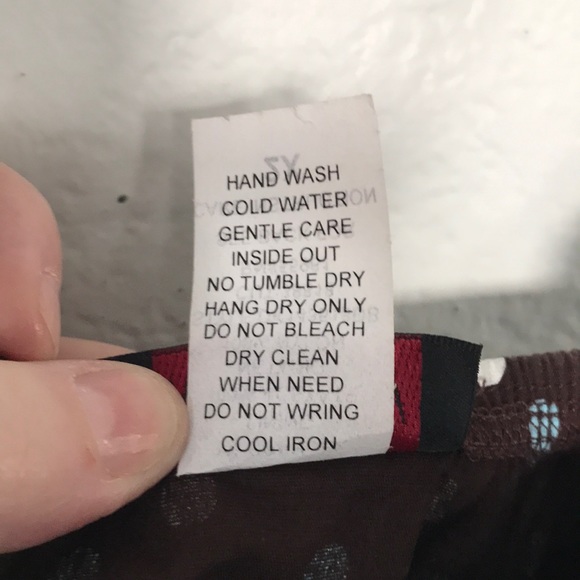 HAND WASH
COLD WATER
GENTLE CARE
INSIDE OUT
NO TUMBLE DRY
HANG DRY ONLY
DO NOT BLEACH
DRY CLEAN
WHEN NEED
DO NOT WRING
COOL IRON